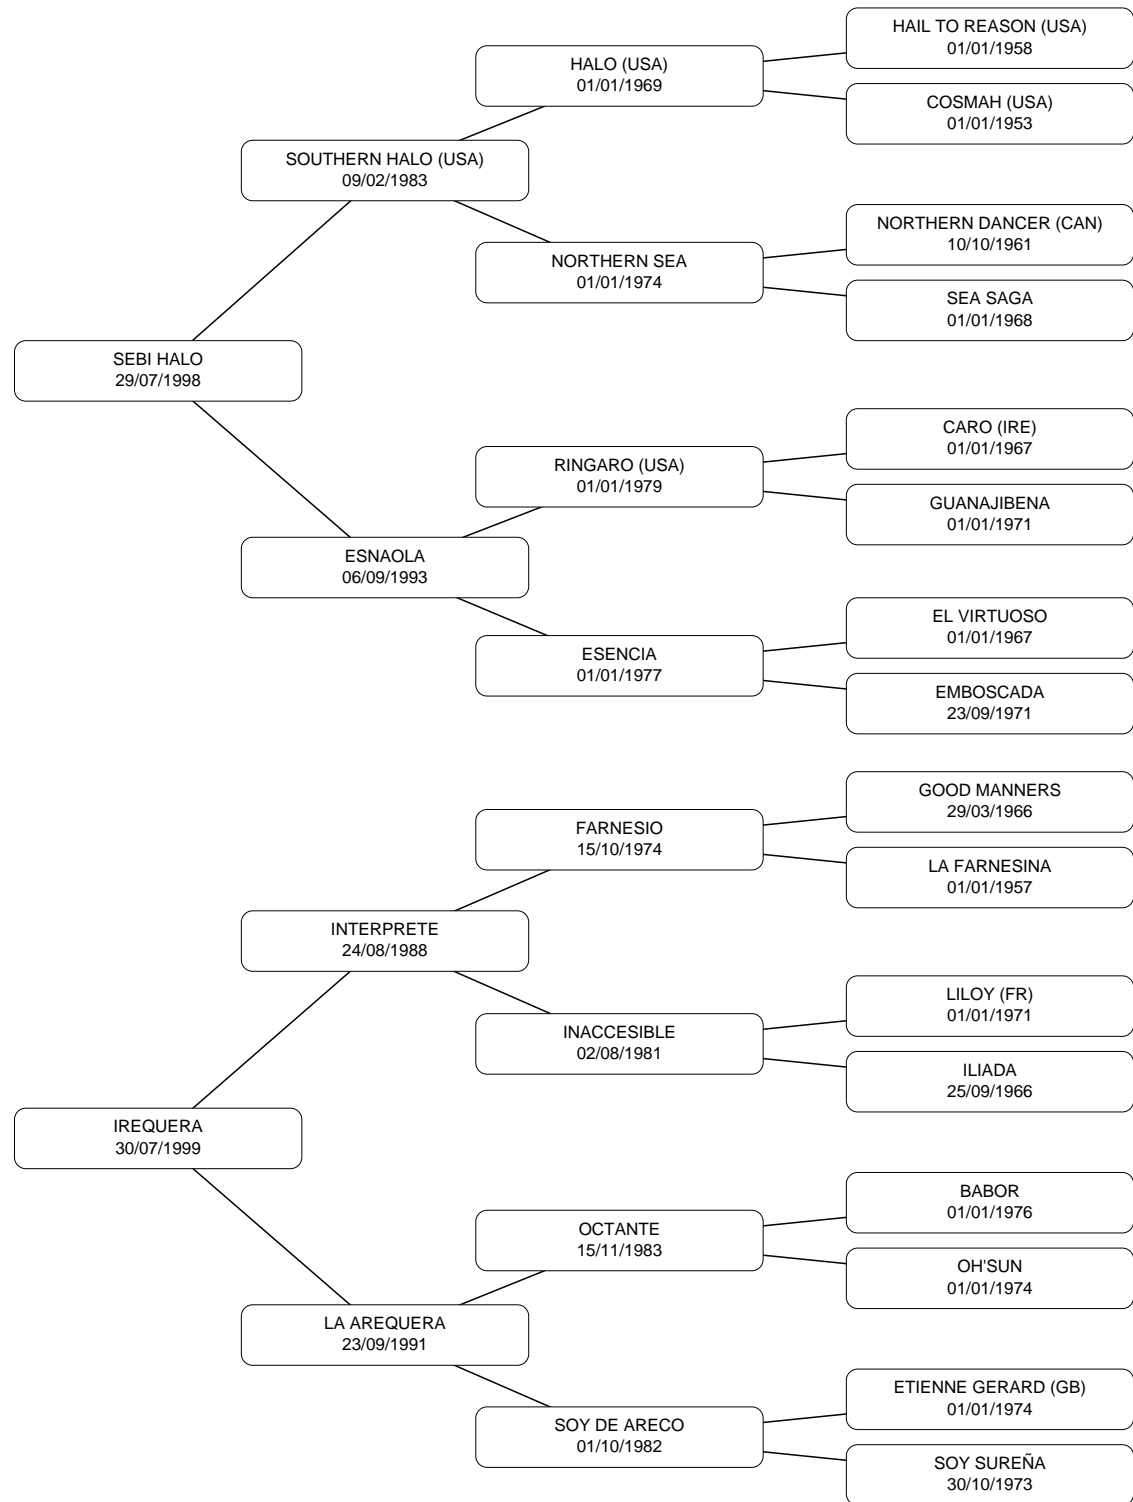 HAIL TO REASON (USA)
01/01/1958
HALO (USA)
01/01/1969
COSMAH (USA)
01/01/1953
SOUTHERN HALO (USA)
09/02/1983
NORTHERN DANCER (CAN)
10/10/1961
NORTHERN SEA
01/01/1974
SEA SAGA
01/01/1968
SEBI HALO
29/07/1998
CARO (IRE)
01/01/1967
RINGARO (USA)
01/01/1979
GUANAJIBENA
01/01/1971
ESNAOLA
06/09/1993
EL VIRTUOSO
01/01/1967
ESENCIA
01/01/1977
EMBOSCADA
23/09/1971
GOOD MANNERS
29/03/1966
FARNESIO
15/10/1974
LA FARNESINA
01/01/1957
INTERPRETE
24/08/1988
LILOY (FR)
01/01/1971
INACCESIBLE
02/08/1981
ILIADA
25/09/1966
IREQUERA
30/07/1999
BABOR
01/01/1976
OCTANTE
15/11/1983
OH'SUN
01/01/1974
LA AREQUERA
23/09/1991
ETIENNE GERARD (GB)
01/01/1974
SOY DE ARECO
01/10/1982
SOY SUREÑA
30/10/1973